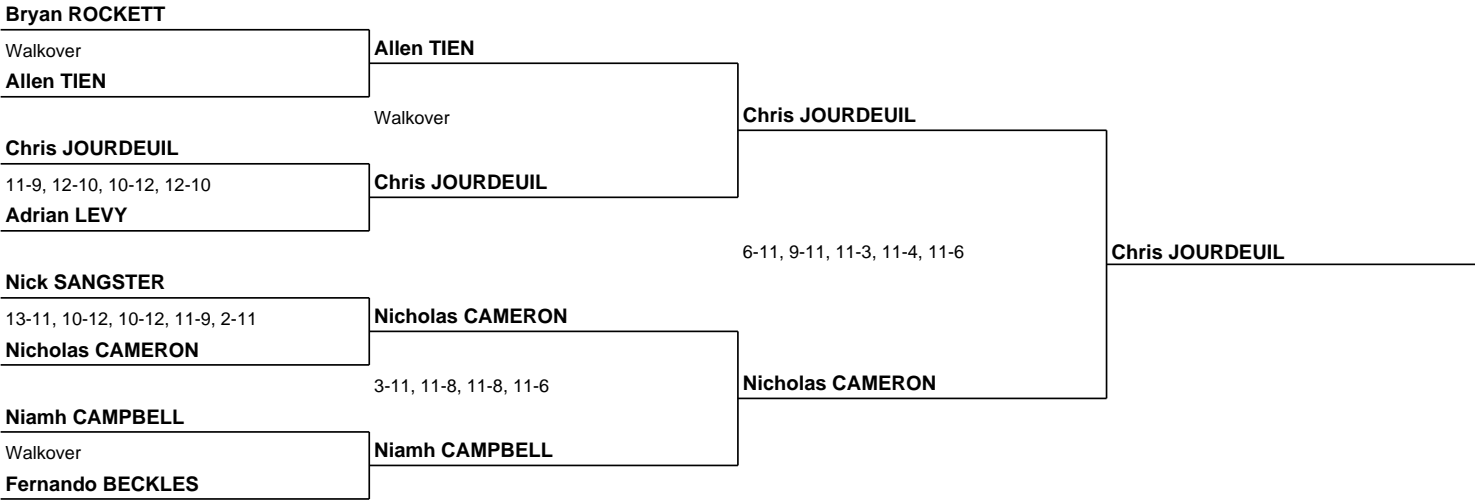 Bryan ROCKETT
Walkover
Allen TIEN
Allen TIEN
Walkover
Chris JOURDEUIL
Chris JOURDEUIL
11-9, 12-10, 10-12, 12-10
Chris JOURDEUIL
Adrian LEVY
6-11, 9-11, 11-3, 11-4, 11-6
Chris JOURDEUIL
Nick SANGSTER
13-11, 10-12, 10-12, 11-9, 2-11
Nicholas CAMERON
Nicholas CAMERON
3-11, 11-8, 11-8, 11-6
Nicholas CAMERON
Niamh CAMPBELL
Walkover
Niamh CAMPBELL
Fernando BECKLES